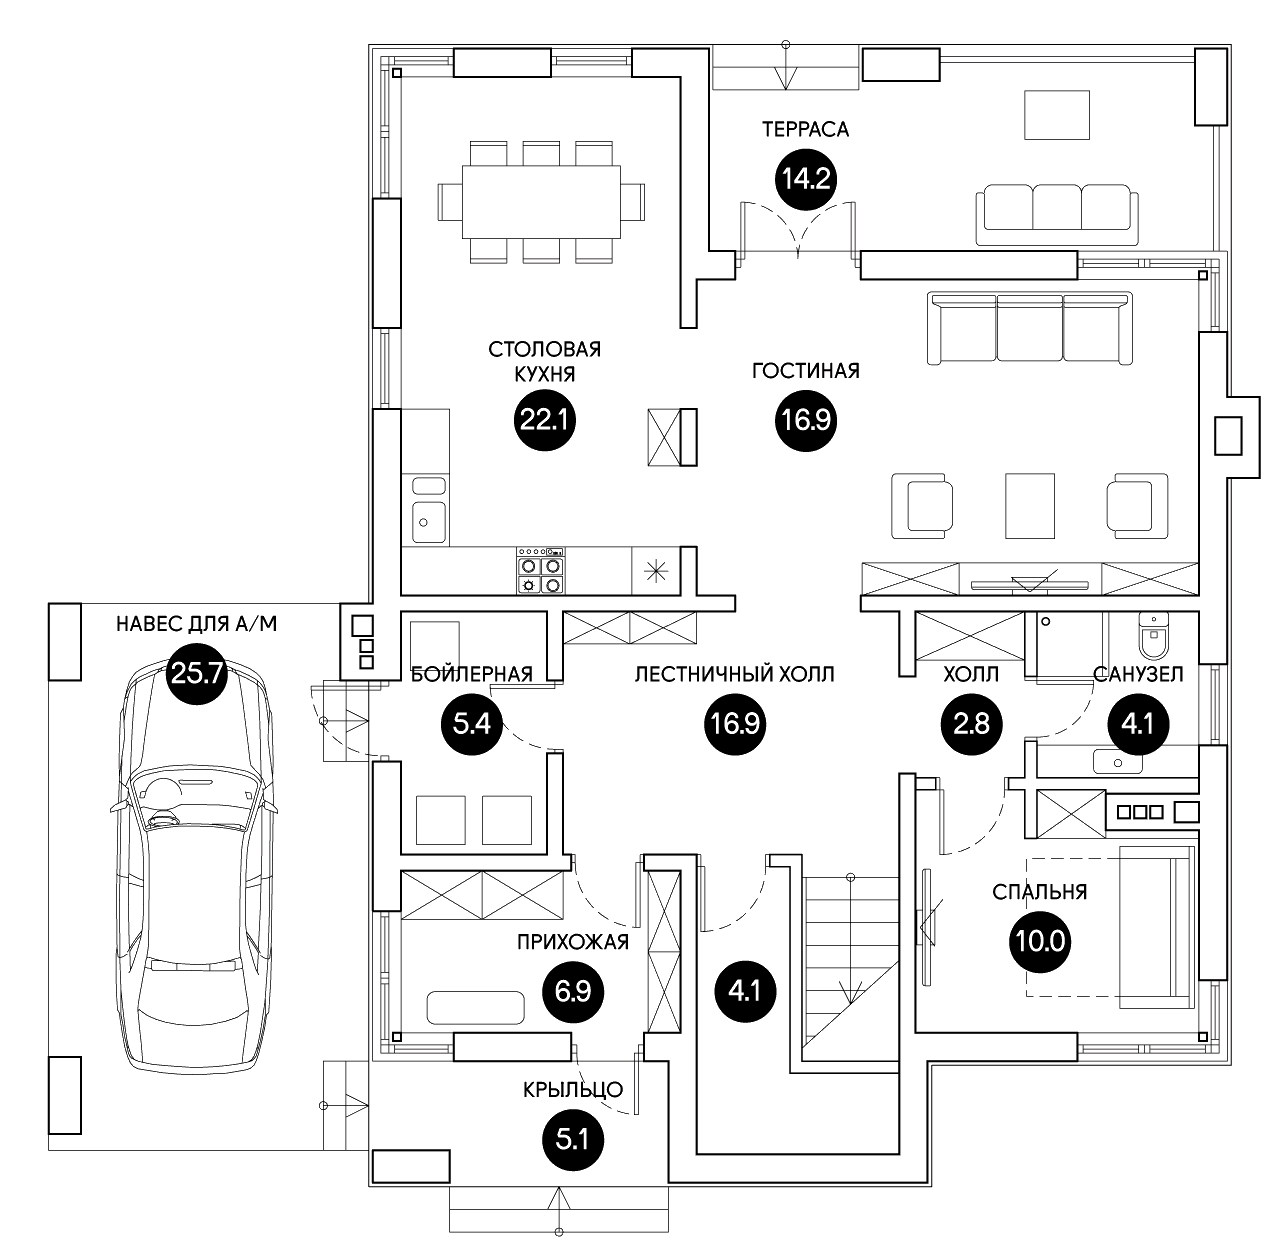 ТЕРРАСА
14.2
СТОЛОВАЯ
КУХНЯ
22.1
ГОСТИНАЯ
16.9
НАВЕС ДЛЯ А/М
25.7
БОЙЛЕРНАЯ
5.4
ЛЕСТНИЧНЫЙ ХОЛЛ
16.9
ХОЛЛ
2.8
САНУЗЕЛ
4.1
СПАЛЬНЯ
10.0
ПРИХОЖАЯ
6.9
4.1
КРЫЛЬЦО
5.1